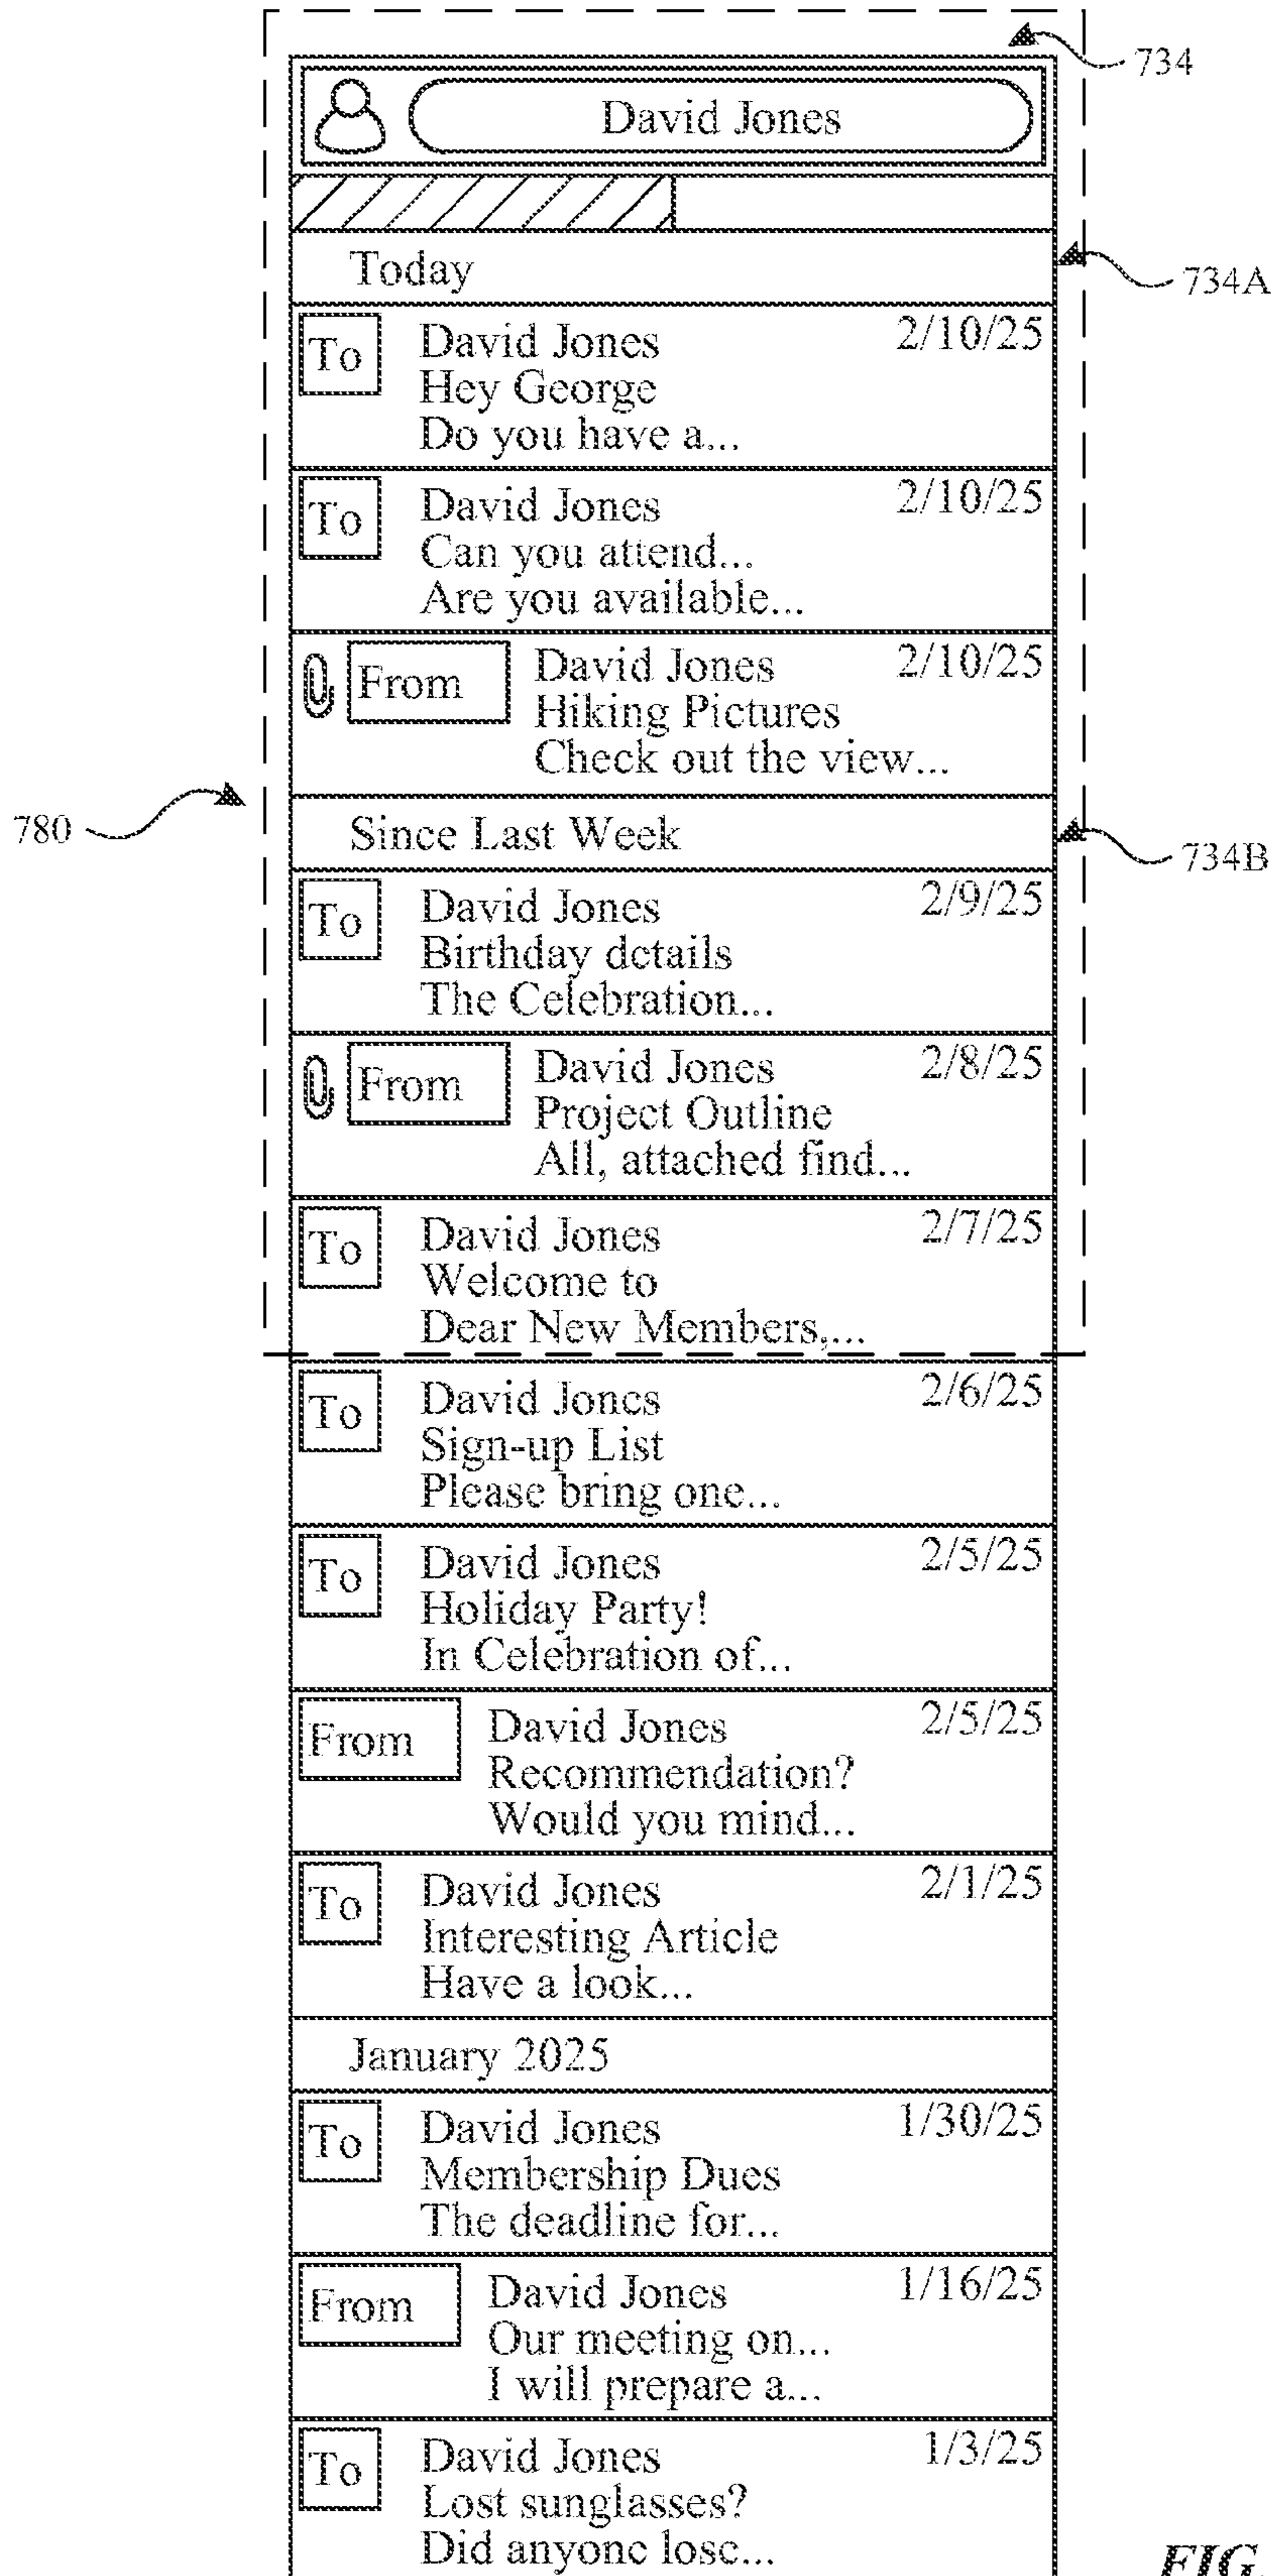 734
David Jones
Today
734A
To David Jones 2/10/25
Hey George
Do you have a...
To David Jones 2/10/25
Can you attend...
Are you available...
From David Jones 2/10/25
Hiking Pictures
Check out the view...
780
Since Last Week
734B
To David Jones 2/9/25
Birthday details
The Celebration...
From David Jones 2/8/25
Project Outline
All, attached find...
To David Jones 2/7/25
Welcome to
Dear New Members,...
To David Jones 2/6/25
Sign-up List
Please bring one...
To David Jones 2/5/25
Holiday Party!
In Celebration of...
From David Jones 2/5/25
Recommendation?
Would you mind...
To David Jones 2/1/25
Interesting Article
Have a look...
January 2025
To David Jones 1/30/25
Membership Dues
The deadline for...
From David Jones 1/16/25
Our meeting on...
I will prepare a...
To David Jones 1/3/25
Lost sunglasses?
Did anyone lose...
FIG.